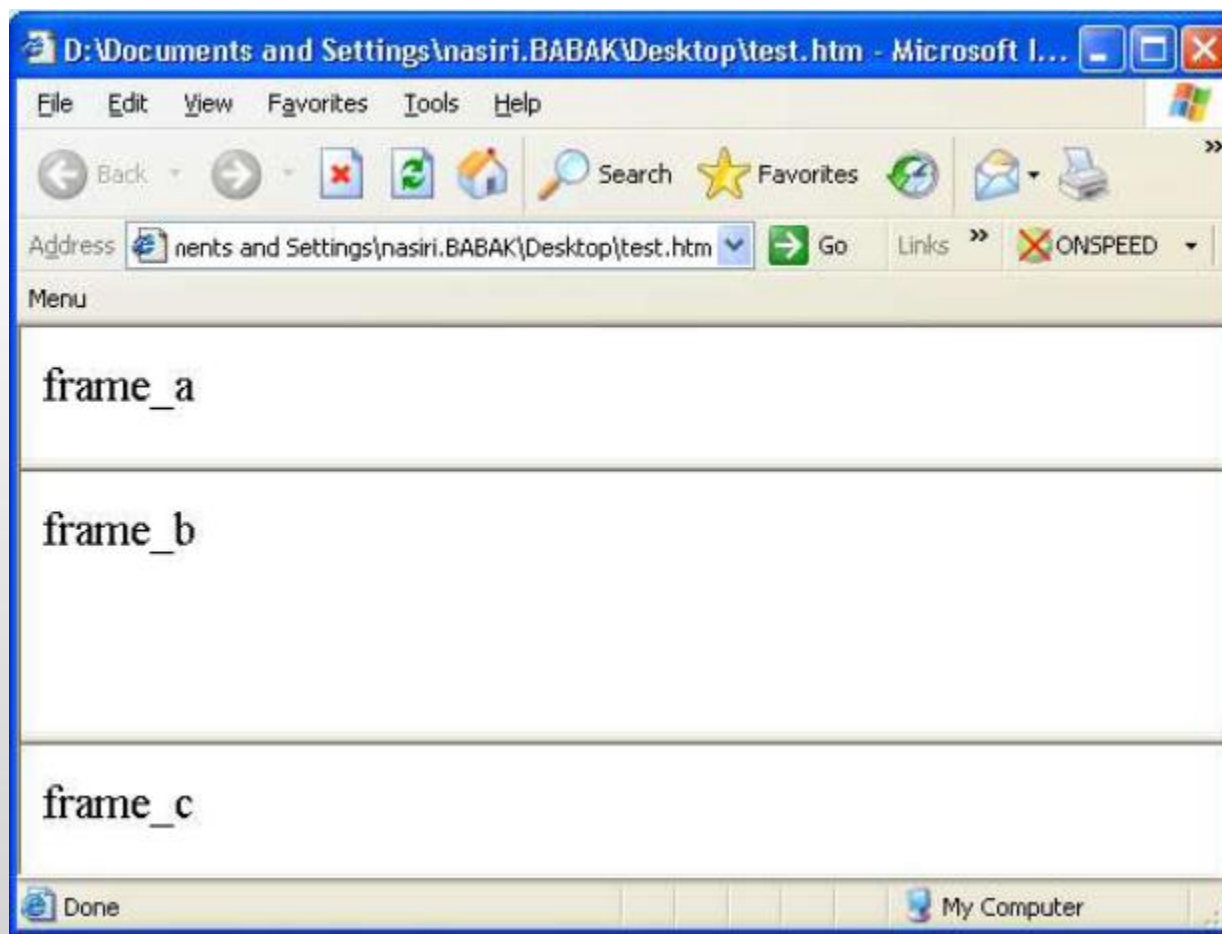 D:\Documents and Settings\nasiri.BABAK\Desktop\test.htm - Microsoft I...
File Edit View Favorites Tools Help
Back Search Favorites »
Address nents and Settings\nasiri.BABAK\Desktop\test.htm Go Links » ONSPEED
Menu
frame_a
frame_b
frame_c
Done My Computer